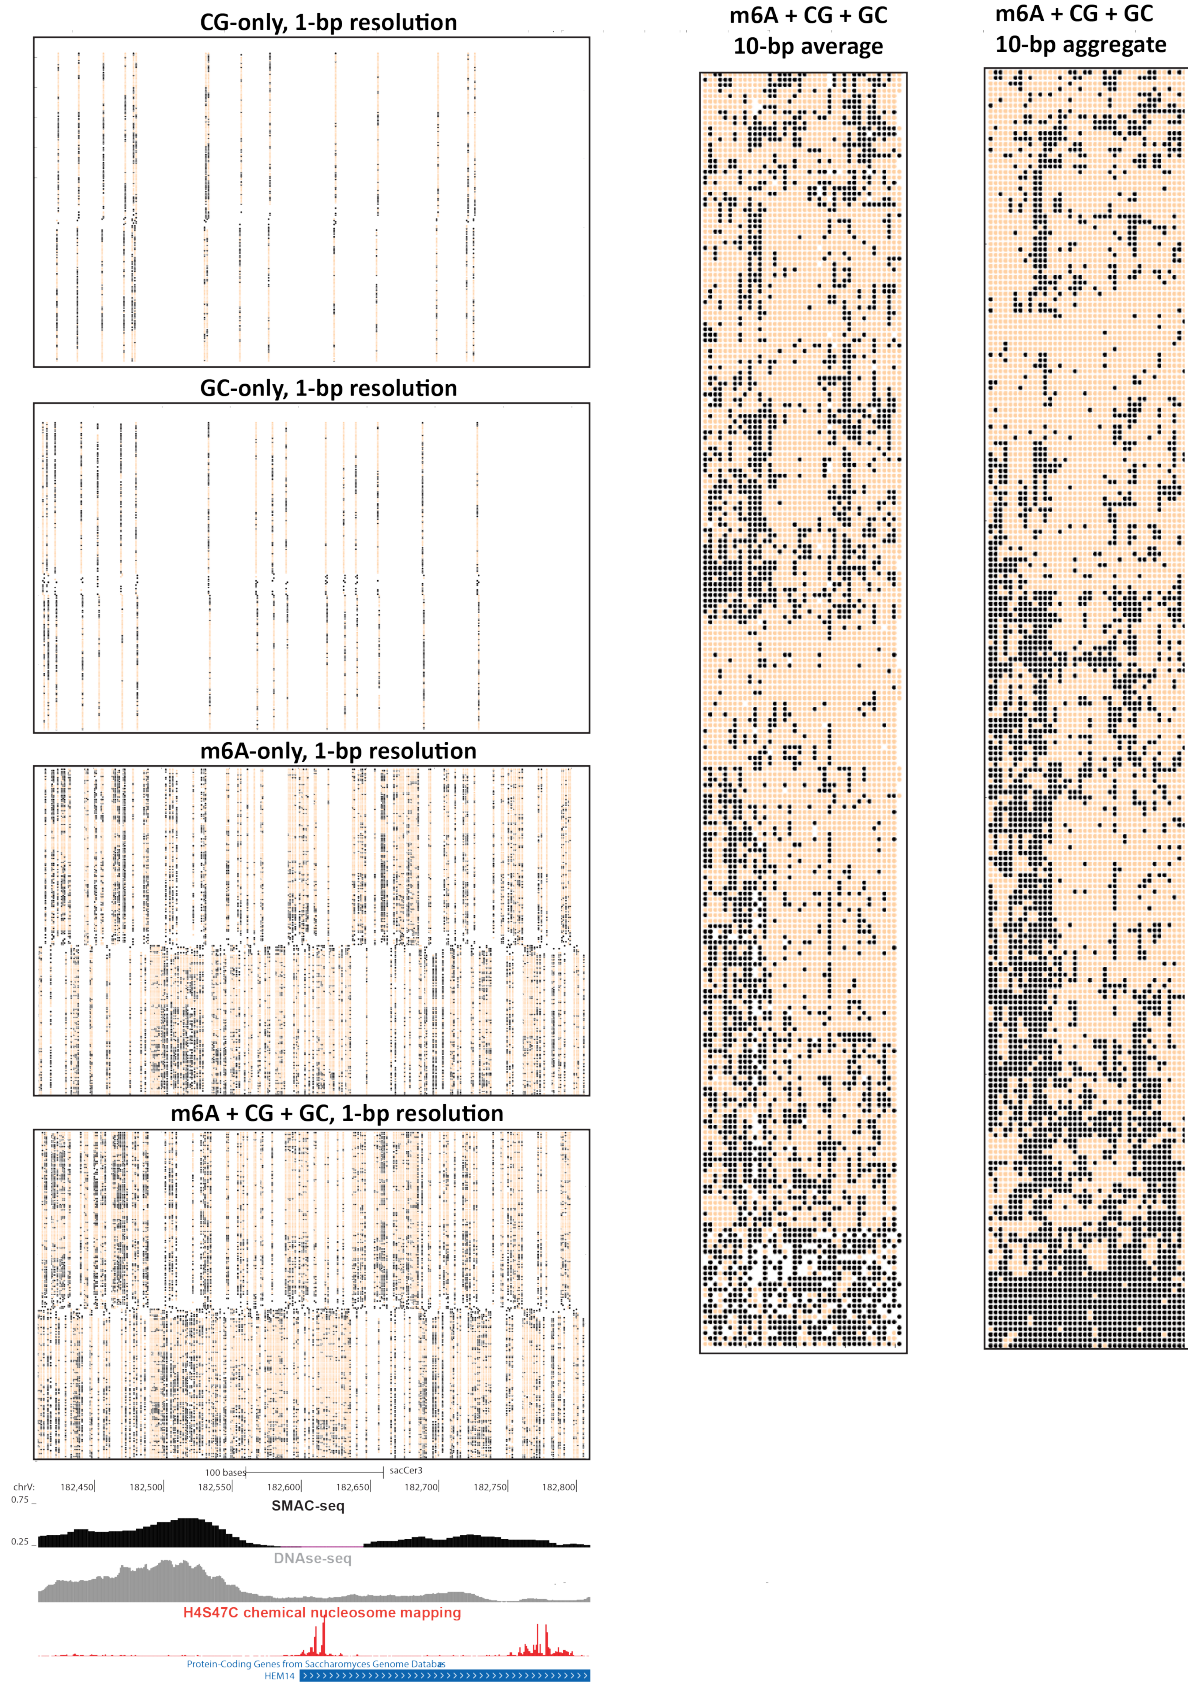 CG-only, 1-bp resolution
GC-only, 1-bp resolution
m6A-only, 1-bp resolution
m6A + CG + GC, 1-bp resolution
100 bases
sacCer3
chrV: 182,450 182,500 182,550 182,600 182,650 182,700 182,750 182,800
0.75
SMAC-seq
0.25
DNAse-seq
H4S47C chemical nucleosome mapping
Protein-Coding Genes from Saccharomyces Genome Databas
HEM14
m6A + CG + GC
10-bp average
m6A + CG + GC
10-bp aggregate